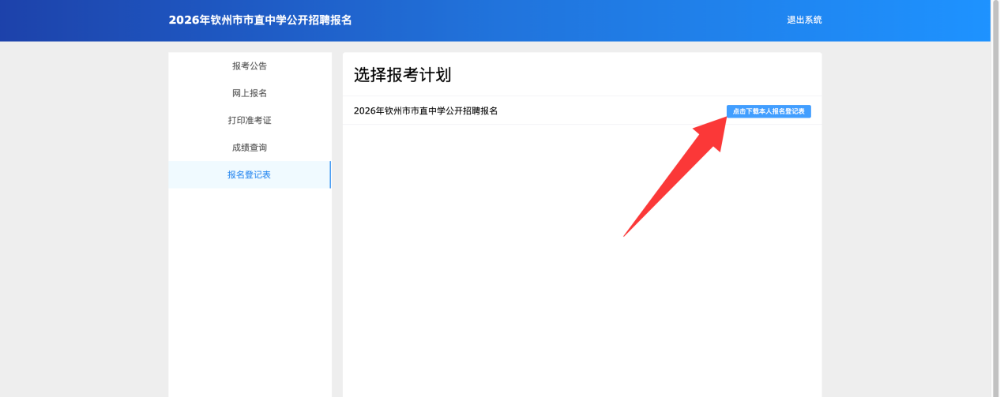 2026年钦州市市直中学公开招聘报名
退出系统
报考公告
网上报名
打印准考证
成绩查询
报名登记表
选择报考计划
2026年钦州市市直中学公开招聘报名
点击下载本人报名登记表